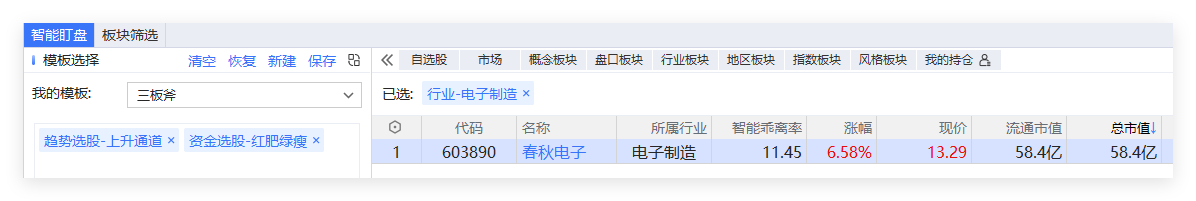 智能盯盘 板块筛选
模板选择 清空 恢复 新建 保存
自选股 市场 概念板块 盘口板块 行业板块 地区板块 指数板块 风格板块 我的持仓
我的模板: 三板斧
已选: 行业-电子制造 ×
趋势选股-上升通道 × 资金选股-红肥绿瘦 ×
代码 名称 所属行业 智能乖离率 涨幅 现价 流通市值 总市值↓
1 603890 春秋电子 电子制造 11.45 6.58% 13.29 58.4亿 58.4亿